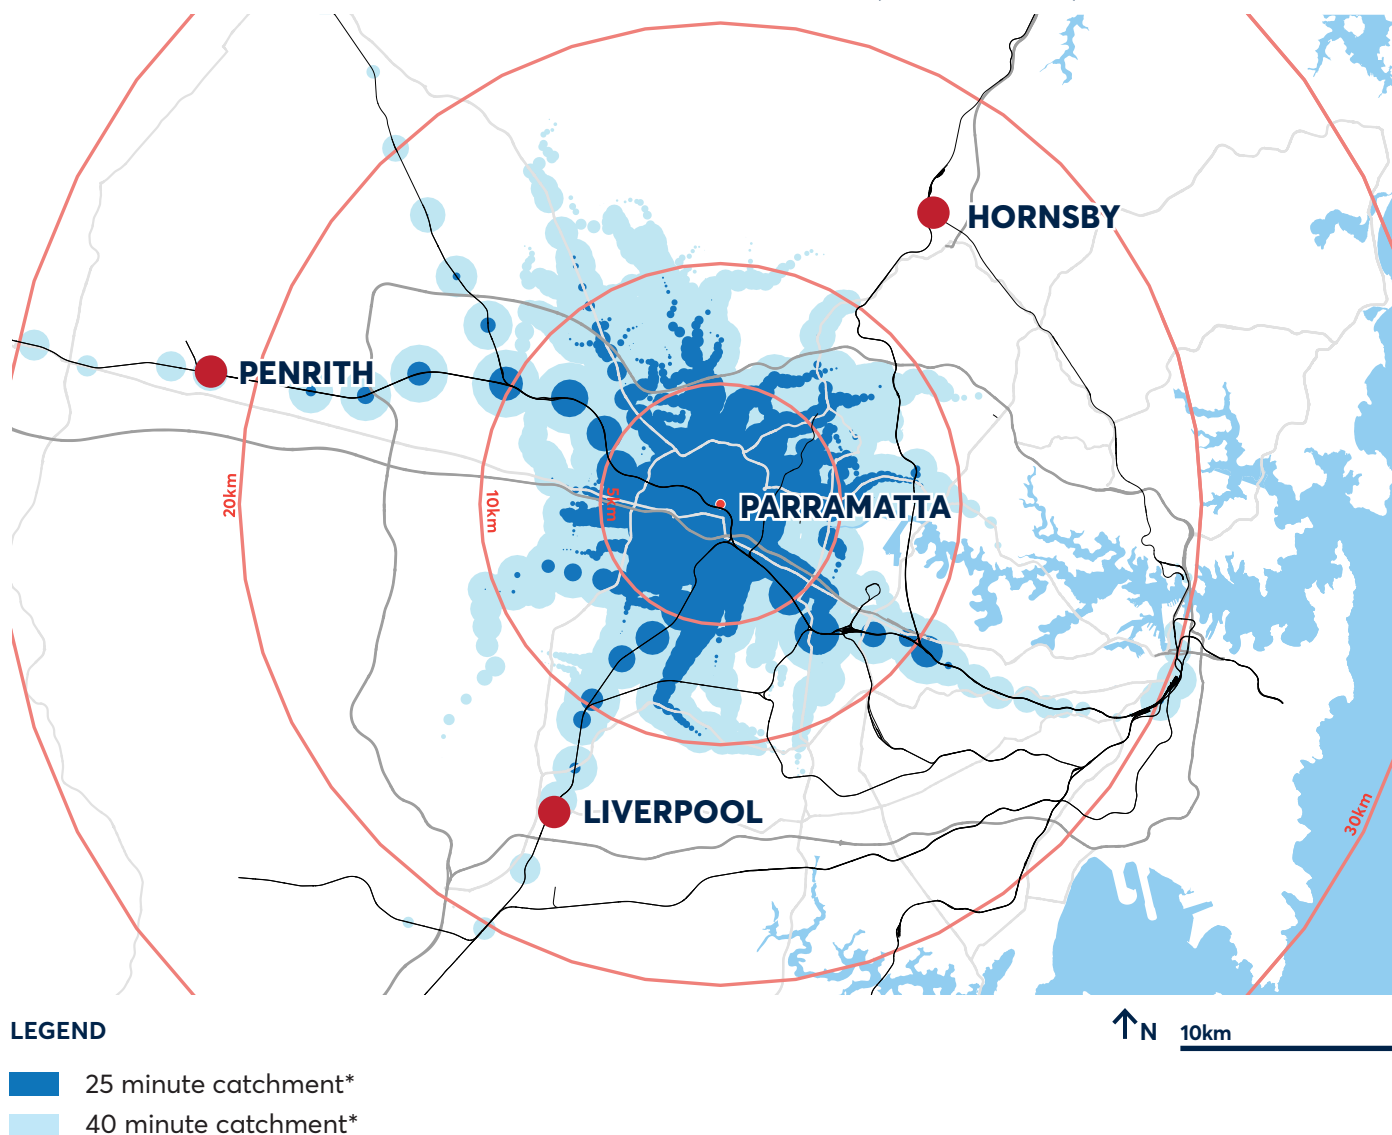 HORNSBY
PENRITH
20km
10km
5km
PARRAMATTA
LIVERPOOL
30km
LEGEND
N
10km
25 minute catchment*
40 minute catchment*